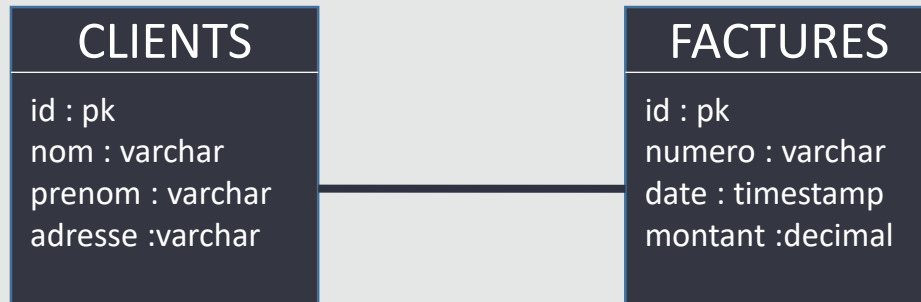 CLIENTS
id : pk
nom : varchar
prenom : varchar
adresse :varchar
FACTURES
id : pk
numero : varchar
date : timestamp
montant :decimal